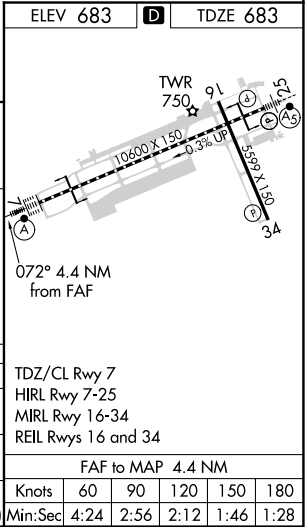 ELEV 683 D TDZE 683
TWR
750
16
25
P
P
A5
10600 X 150
0.3% UP
5599 X 150
P
7
A
34
072° 4.4 NM
from FAF
TDZ/CL Rwy 7
HIRL Rwy 7-25
MIRL Rwy 16-34
REIL Rwys 16 and 34
FAF to MAP 4.4 NM
Knots 60 90 120 150 180
Min:Sec 4:24 2:56 2:12 1:46 1:28